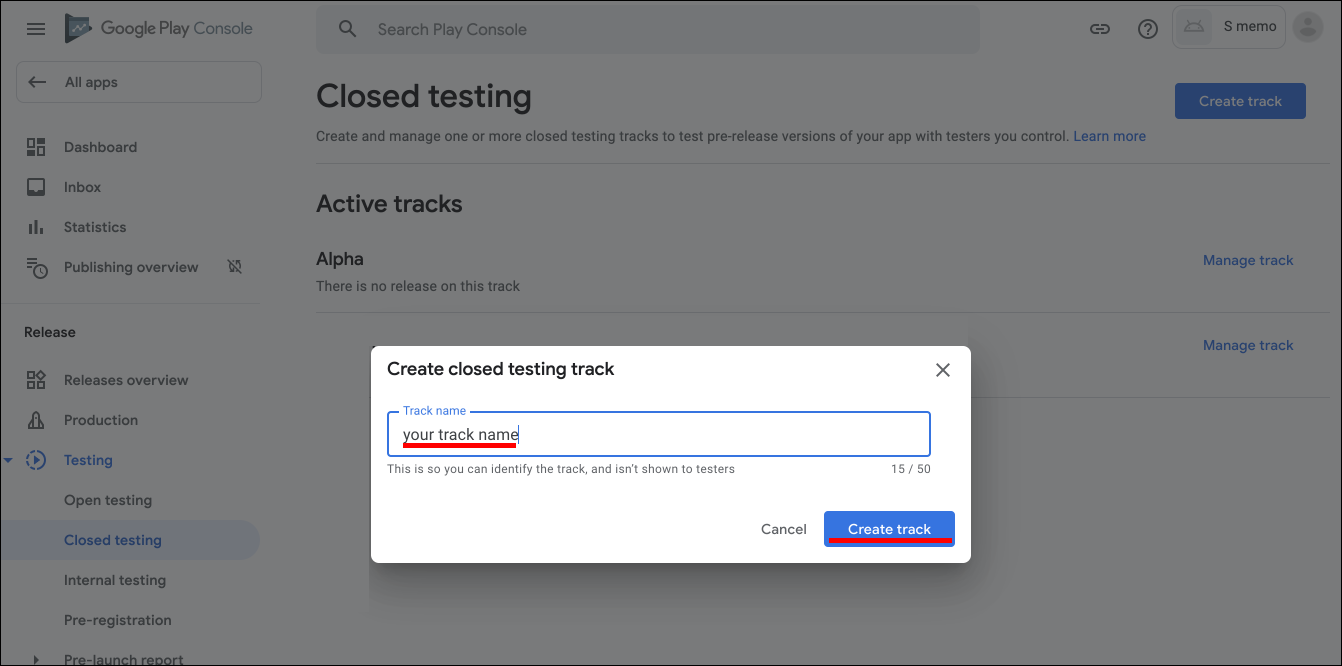 Google Play Console
Search Play Console
S memo
All apps
Closed testing
Create track
Create and manage one or more closed testing tracks to test pre-release versions of your app with testers you control. Learn more
Dashboard
Inbox
Statistics
Publishing overview
Active tracks
Alpha
Manage track
There is no release on this track
Manage track
Release
Releases overview
Production
Testing
Open testing
Closed testing
Internal testing
Pre-registration
Pre-launch report
Create closed testing track
Track name
your track name
This is so you can identify the track, and isn't shown to testers
15 / 50
Cancel
Create track